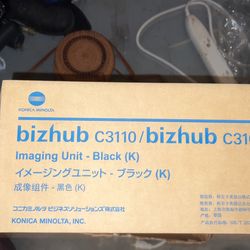 KONICA MINOLTA
bizhub C3110/bizhub C310
Imaging Unit - Black (K)
イメージングユニット - ブラック (K)
成像组件 - 黑色 (K)
コニカミノルタ ビジネスソリューションズ株式会社
KONICA MINOLTA, INC.